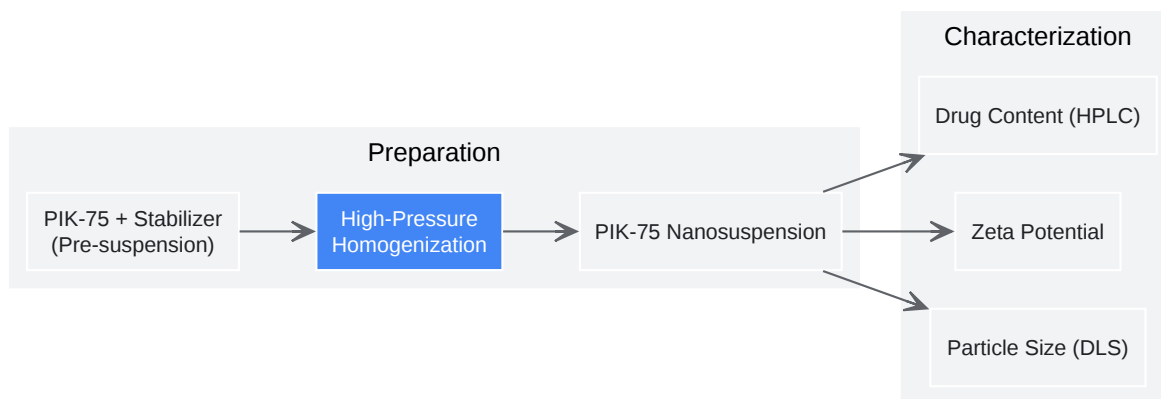 Preparation
PIK-75 + Stabilizer
(Pre-suspension)
High-Pressure
Homogenization
PIK-75 Nanosuspension
Characterization
Drug Content (HPLC)
Zeta Potential
Particle Size (DLS)